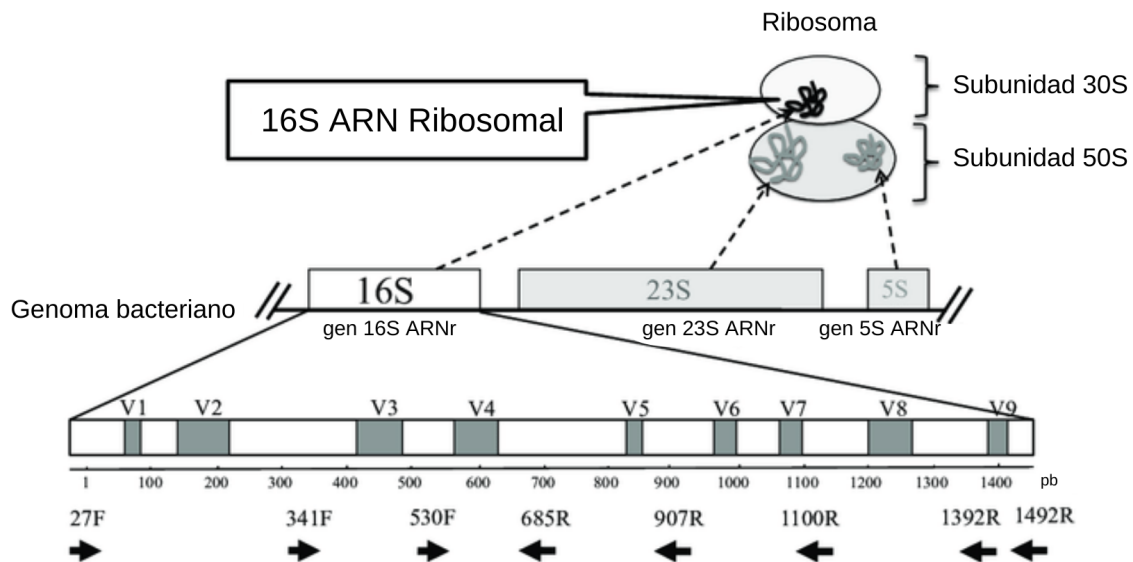 Ribosoma
Subunidad 30S
16S ARN Ribosomal
Subunidad 50S
16S 23S 5S
Genoma bacteriano
gen 16S ARNr gen 23S ARNr gen 5S ARNr
V1 V2 V3 V4 V5 V6 V7 V8 V9
1 100 200 300 400 500 600 700 800 900 1000 1100 1200 1300 1400 pb
27F 341F 530F 685R 907R 1100R 1392R 1492R